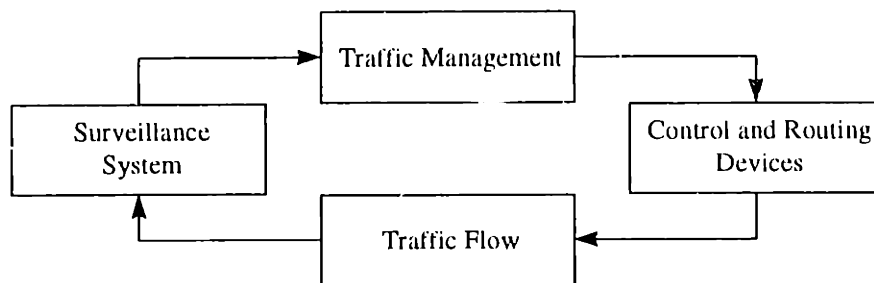 Traffic Management
Surveillance
System
Control and Routing
Devices
Traffic Flow